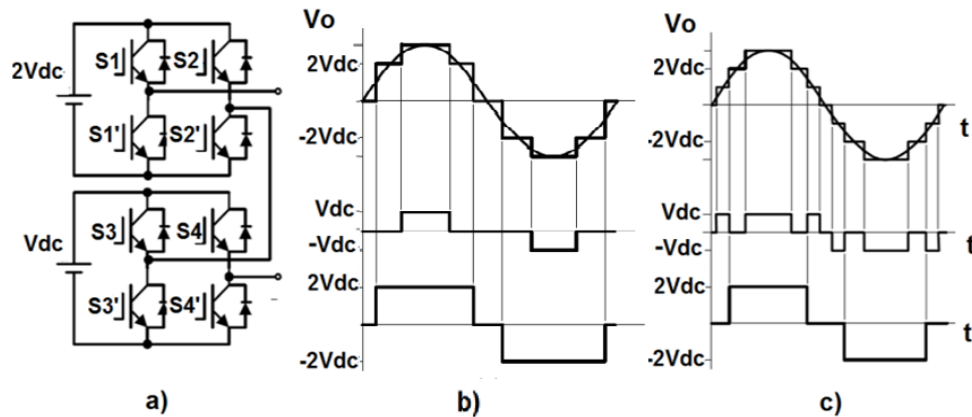 2Vdc
S1
S2
S1'
S2'
Vdc
S3
S4
S3'
S4'
a)
Vo
2Vdc
-2Vdc
Vdc
-Vdc
2Vdc
-2Vdc
b)
Vo
2Vdc
-2Vdc
t
Vdc
-Vdc
t
2Vdc
-2Vdc
t
c)